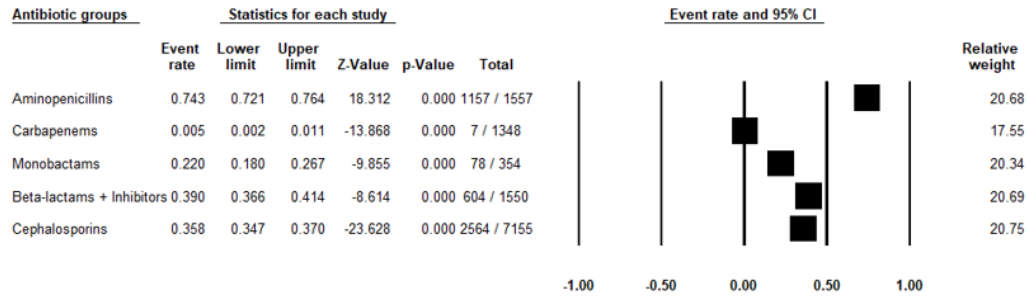 Antibiotic groups Statistics for each study Event rate and 95% CI
Event Lower Upper Relative
rate limit limit Z-Value p-Value Total weight
Aminopenicillins 0.743 0.721 0.764 18.312 0.000 1157 / 1557 20.68
Carbapenems 0.005 0.002 0.011 -13.868 0.000 7 / 1348 17.55
Monobactams 0.220 0.180 0.267 -9.855 0.000 78 / 354 20.34
Beta-lactams + Inhibitors 0.390 0.366 0.414 -8.614 0.000 604 / 1550 20.69
Cephalosporins 0.358 0.347 0.370 -23.628 0.000 2564 / 7155 20.75
-1.00 -0.50 0.00 0.50 1.00